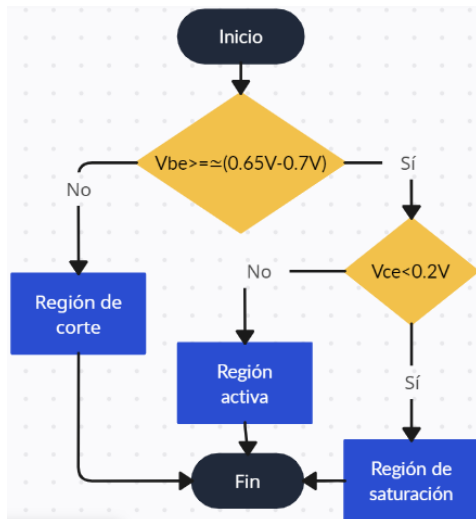 Inicio
Vbe>=≃(0.65V-0.7V)
No
Sí
Vce<0.2V
No
Región de
corte
Región
activa
Sí
Región de
saturación
Fin